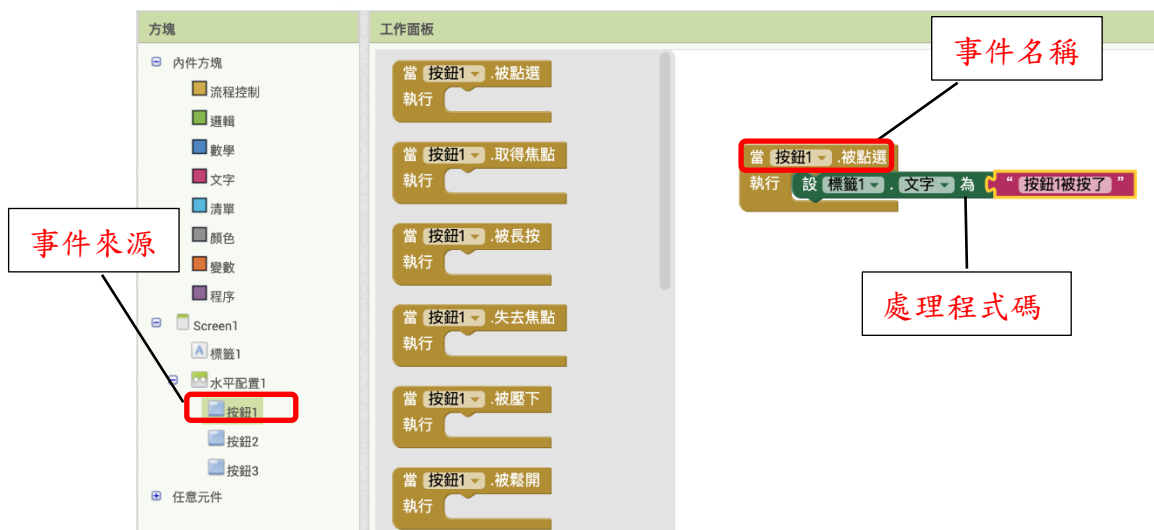 方塊
內件方塊
流程控制
邏輯
數學
文字
清單
顏色
變數
程序
Screen1
A 標籤1
水平配置1
按鈕1
按鈕2
按鈕3
任意元件
事件來源
工作面板
當 按鈕1 .被點選
執行
當 按鈕1 .取得焦點
執行
當 按鈕1 .被長按
執行
當 按鈕1 .失去焦點
執行
當 按鈕1 .被壓下
執行
當 按鈕1 .被鬆開
執行
事件名稱
當 按鈕1 .被點選
執行 設 標籤1 . 文字 為 “ 按鈕1被按了 ”
處理程式碼